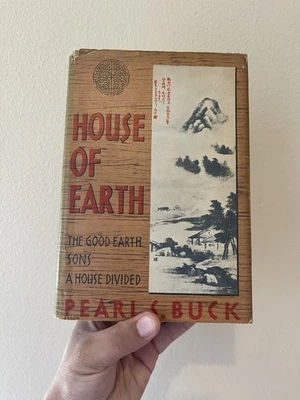 HOUSE
OF
EARTH
THE GOOD EARTH
SONS
A HOUSE DIVIDED
PEARL S. BUCK